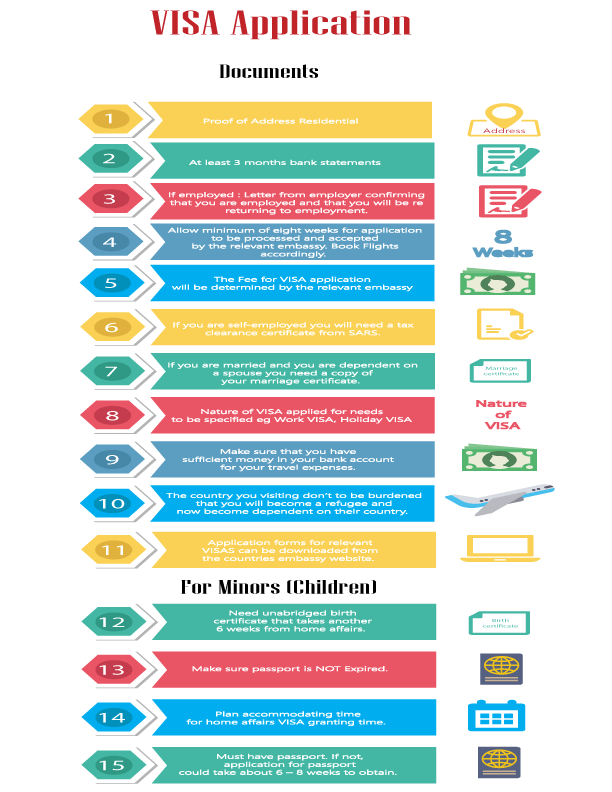 VISA Application
Documents
1
Proof of Address Residential
Address
2
At least 3 months bank statements
3
If employed : Letter from employer confirming
that you are employed and that you will be re
returning to employment.
4
Allow minimum of eight weeks for application
to be processed and accepted
by the relevant embassy. Book Flights
accordingly.
8
Weeks
5
The Fee for VISA application
will be determined by the relevant embassy
6
If you are self-employed you will need a tax
clearance certificate from SARS.
7
If you are married and you are dependent on
a spouse you need a copy of
your marriage certificate.
Marriage
certificate
8
Nature of VISA applied for needs
to be specified eg Work VISA, Holiday VISA
Nature
of
VISA
9
Make sure that you have
sufficient money in your bank account
for your travel expenses.
10
The country you visiting don't to be burdened
that you will become a refugee and
now become dependent on their country.
11
Application forms for relevant
VISAS can be downloaded from
the countries embassy website.
For Minors (Children)
12
Need unabridged birth
certificate that takes another
6 weeks from home affairs.
Birth
certificate
13
Make sure passport is NOT Expired.
14
Plan accommodating time
for home affairs VISA granting time.
15
Must have passport. If not,
application for passport
could take about 6 – 8 weeks to obtain.